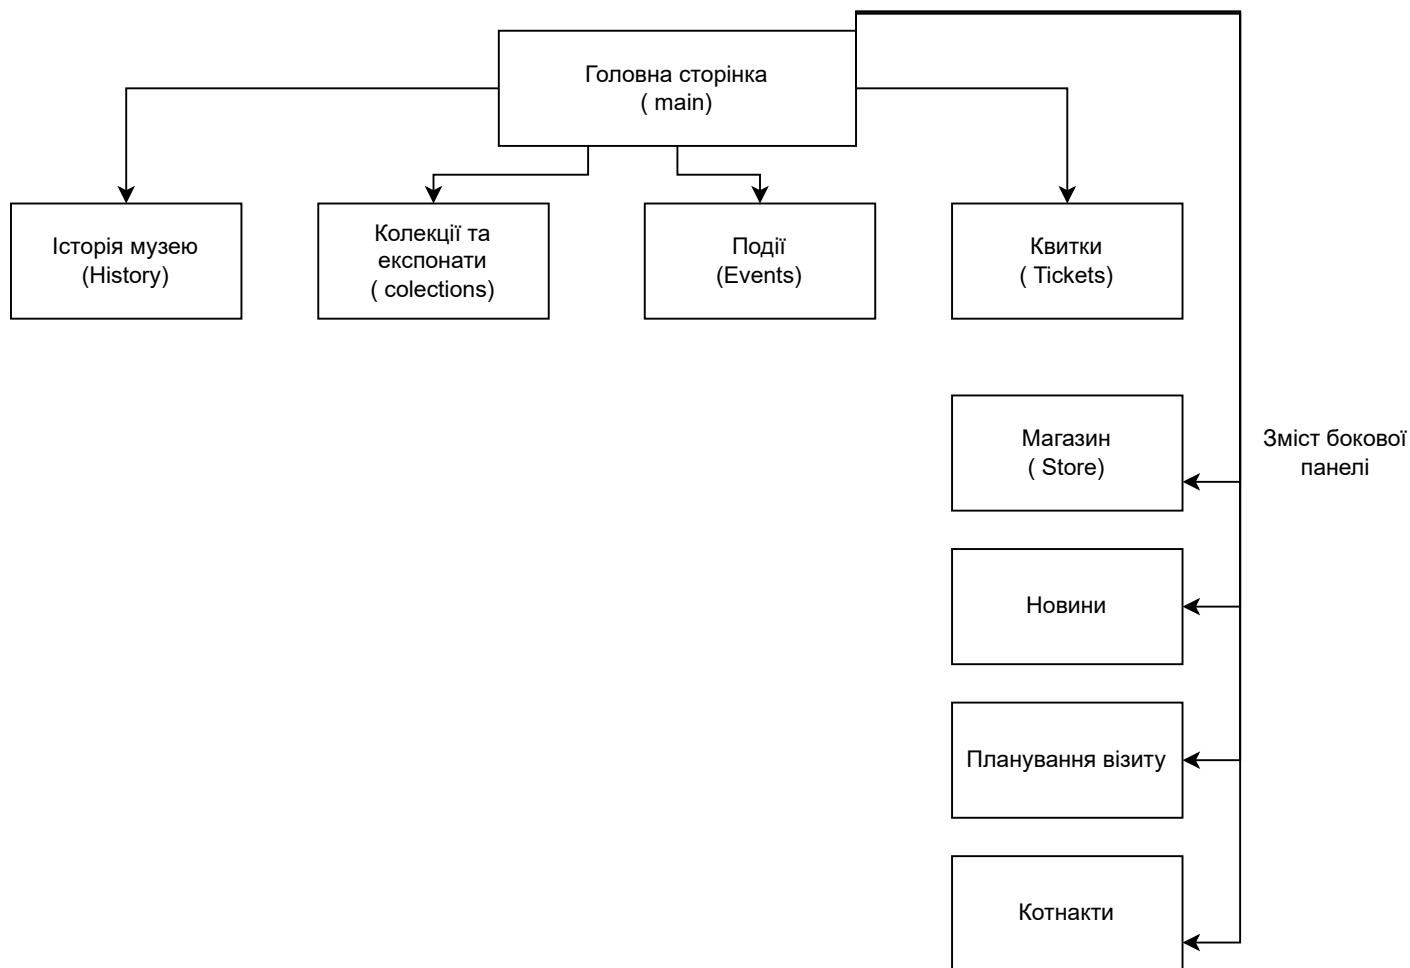 Головна сторінка
( main)
Історія музею
(History)
Колекції та
експонати
( colections)
Події
(Events)
Квитки
( Tickets)
Магазин
( Store)
Зміст бокової
панелі
Новини
Планування візиту
Котнакти